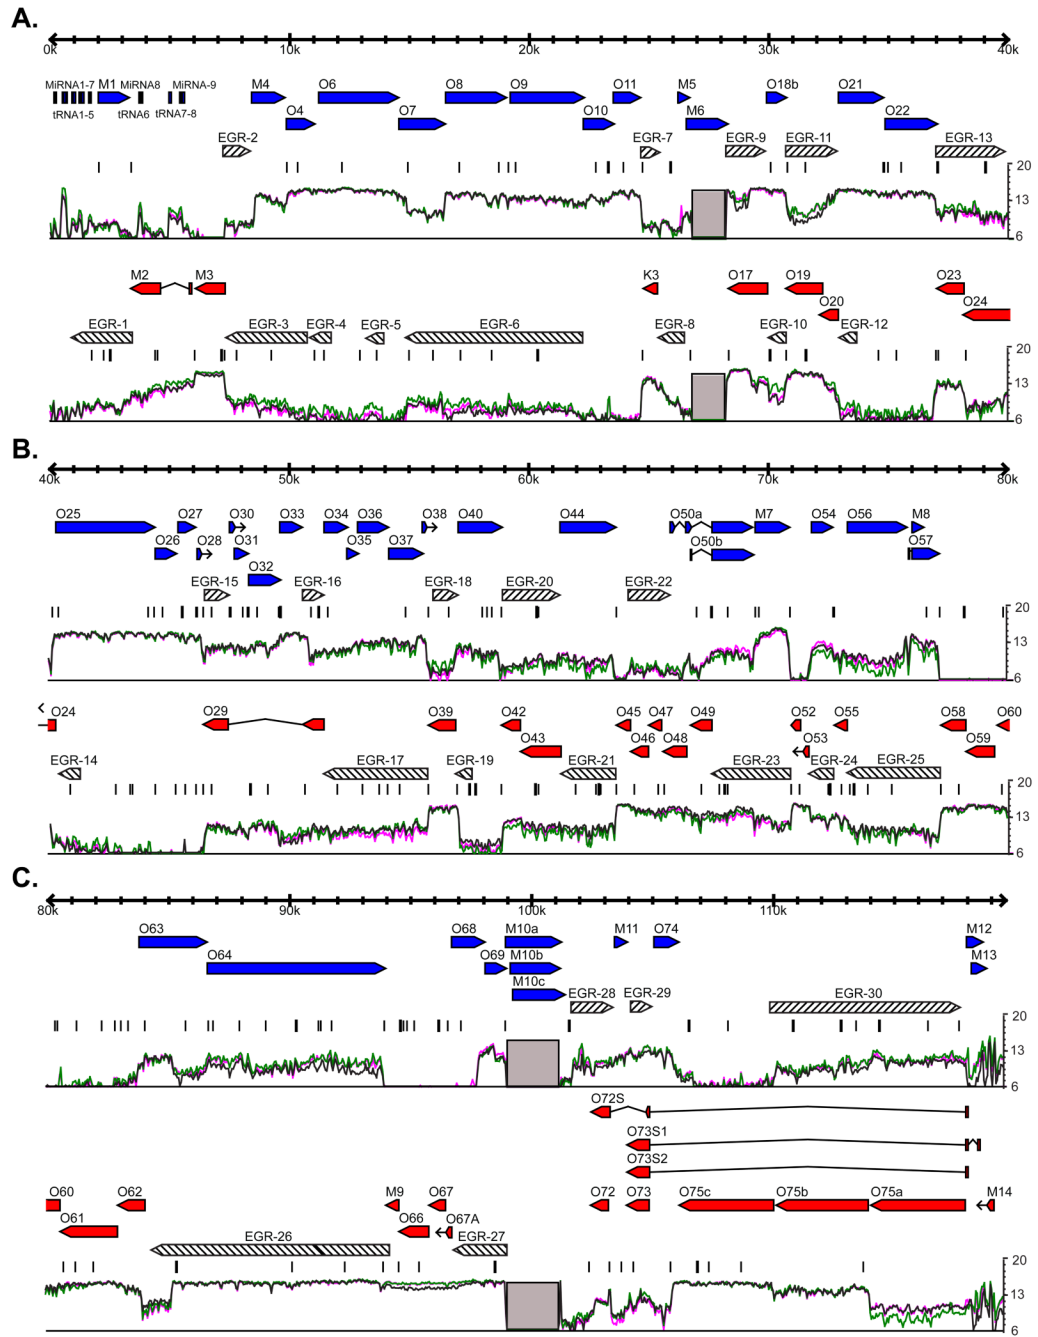 A.
0k 10k 20k 30k 40k
MiRNA1-7 M1 MiRNA8 MiRNA-9 M4 O6 O8 O9 O11 M5 O18b O21
tRNA1-5 tRNA6 tRNA7-8 O4 O7 O10 M6 O22
EGR-2 EGR-7 EGR-9 EGR-11 EGR-13
20
13
6
M2 M3 K3 O17 O19 O23
O20 O24
EGR-1 EGR-3 EGR-4 EGR-5 EGR-6 EGR-8 EGR-10 EGR-12
20
13
6
B.
40k 50k 60k 70k 80k
O25 O27 O30 O33 O34 O36 O38 O40 O44 O50a M7 O54 O56 M8
O26 O28 O31 O35 O37 O50b O57
O32
EGR-15 EGR-16 EGR-18 EGR-20 EGR-22
20
13
6
O24 O29 O39 O42 O45 O47 O49 O52 O55 O58 O60
O43 O46 O48 O53 O59
EGR-14 EGR-17 EGR-19 EGR-21 EGR-23 EGR-24 EGR-25
20
13
6
C.
80k 90k 100k 110k
O63 O68 M10a M11 O74 M12
O64 O69 M10b M13
M10c EGR-28 EGR-29 EGR-30
20
13
6
O72S
O73S1
O73S2
O60 O62 M9 O67 O72 O73 O75c O75b O75a M14
O61 O66 O67A
EGR-26 EGR-27
20
13
6